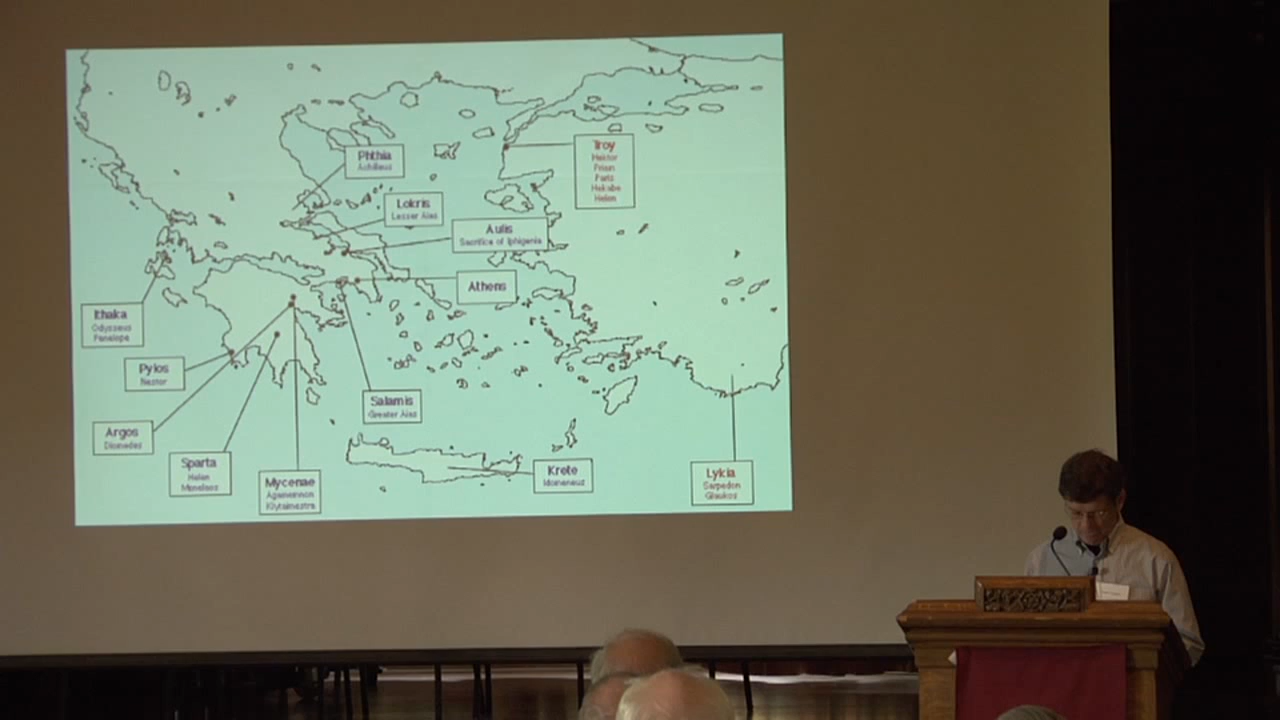 Phthia
Achilleus
Troy
Hektor
Priam
Paris
Hekabe
Helen
Lokris
Lesser Aias
Aulis
Sacrifice of Iphigenia
Athens
Ithaka
Odysseus
Penelope
Pylos
Nestor
Argos
Diomedes
Sparta
Helen
Menelaos
Mycenae
Agamemnon
Klytaimestra
Salamis
Greater Aias
Krete
Idomeneus
Lykia
Sarpedon
Glaukos